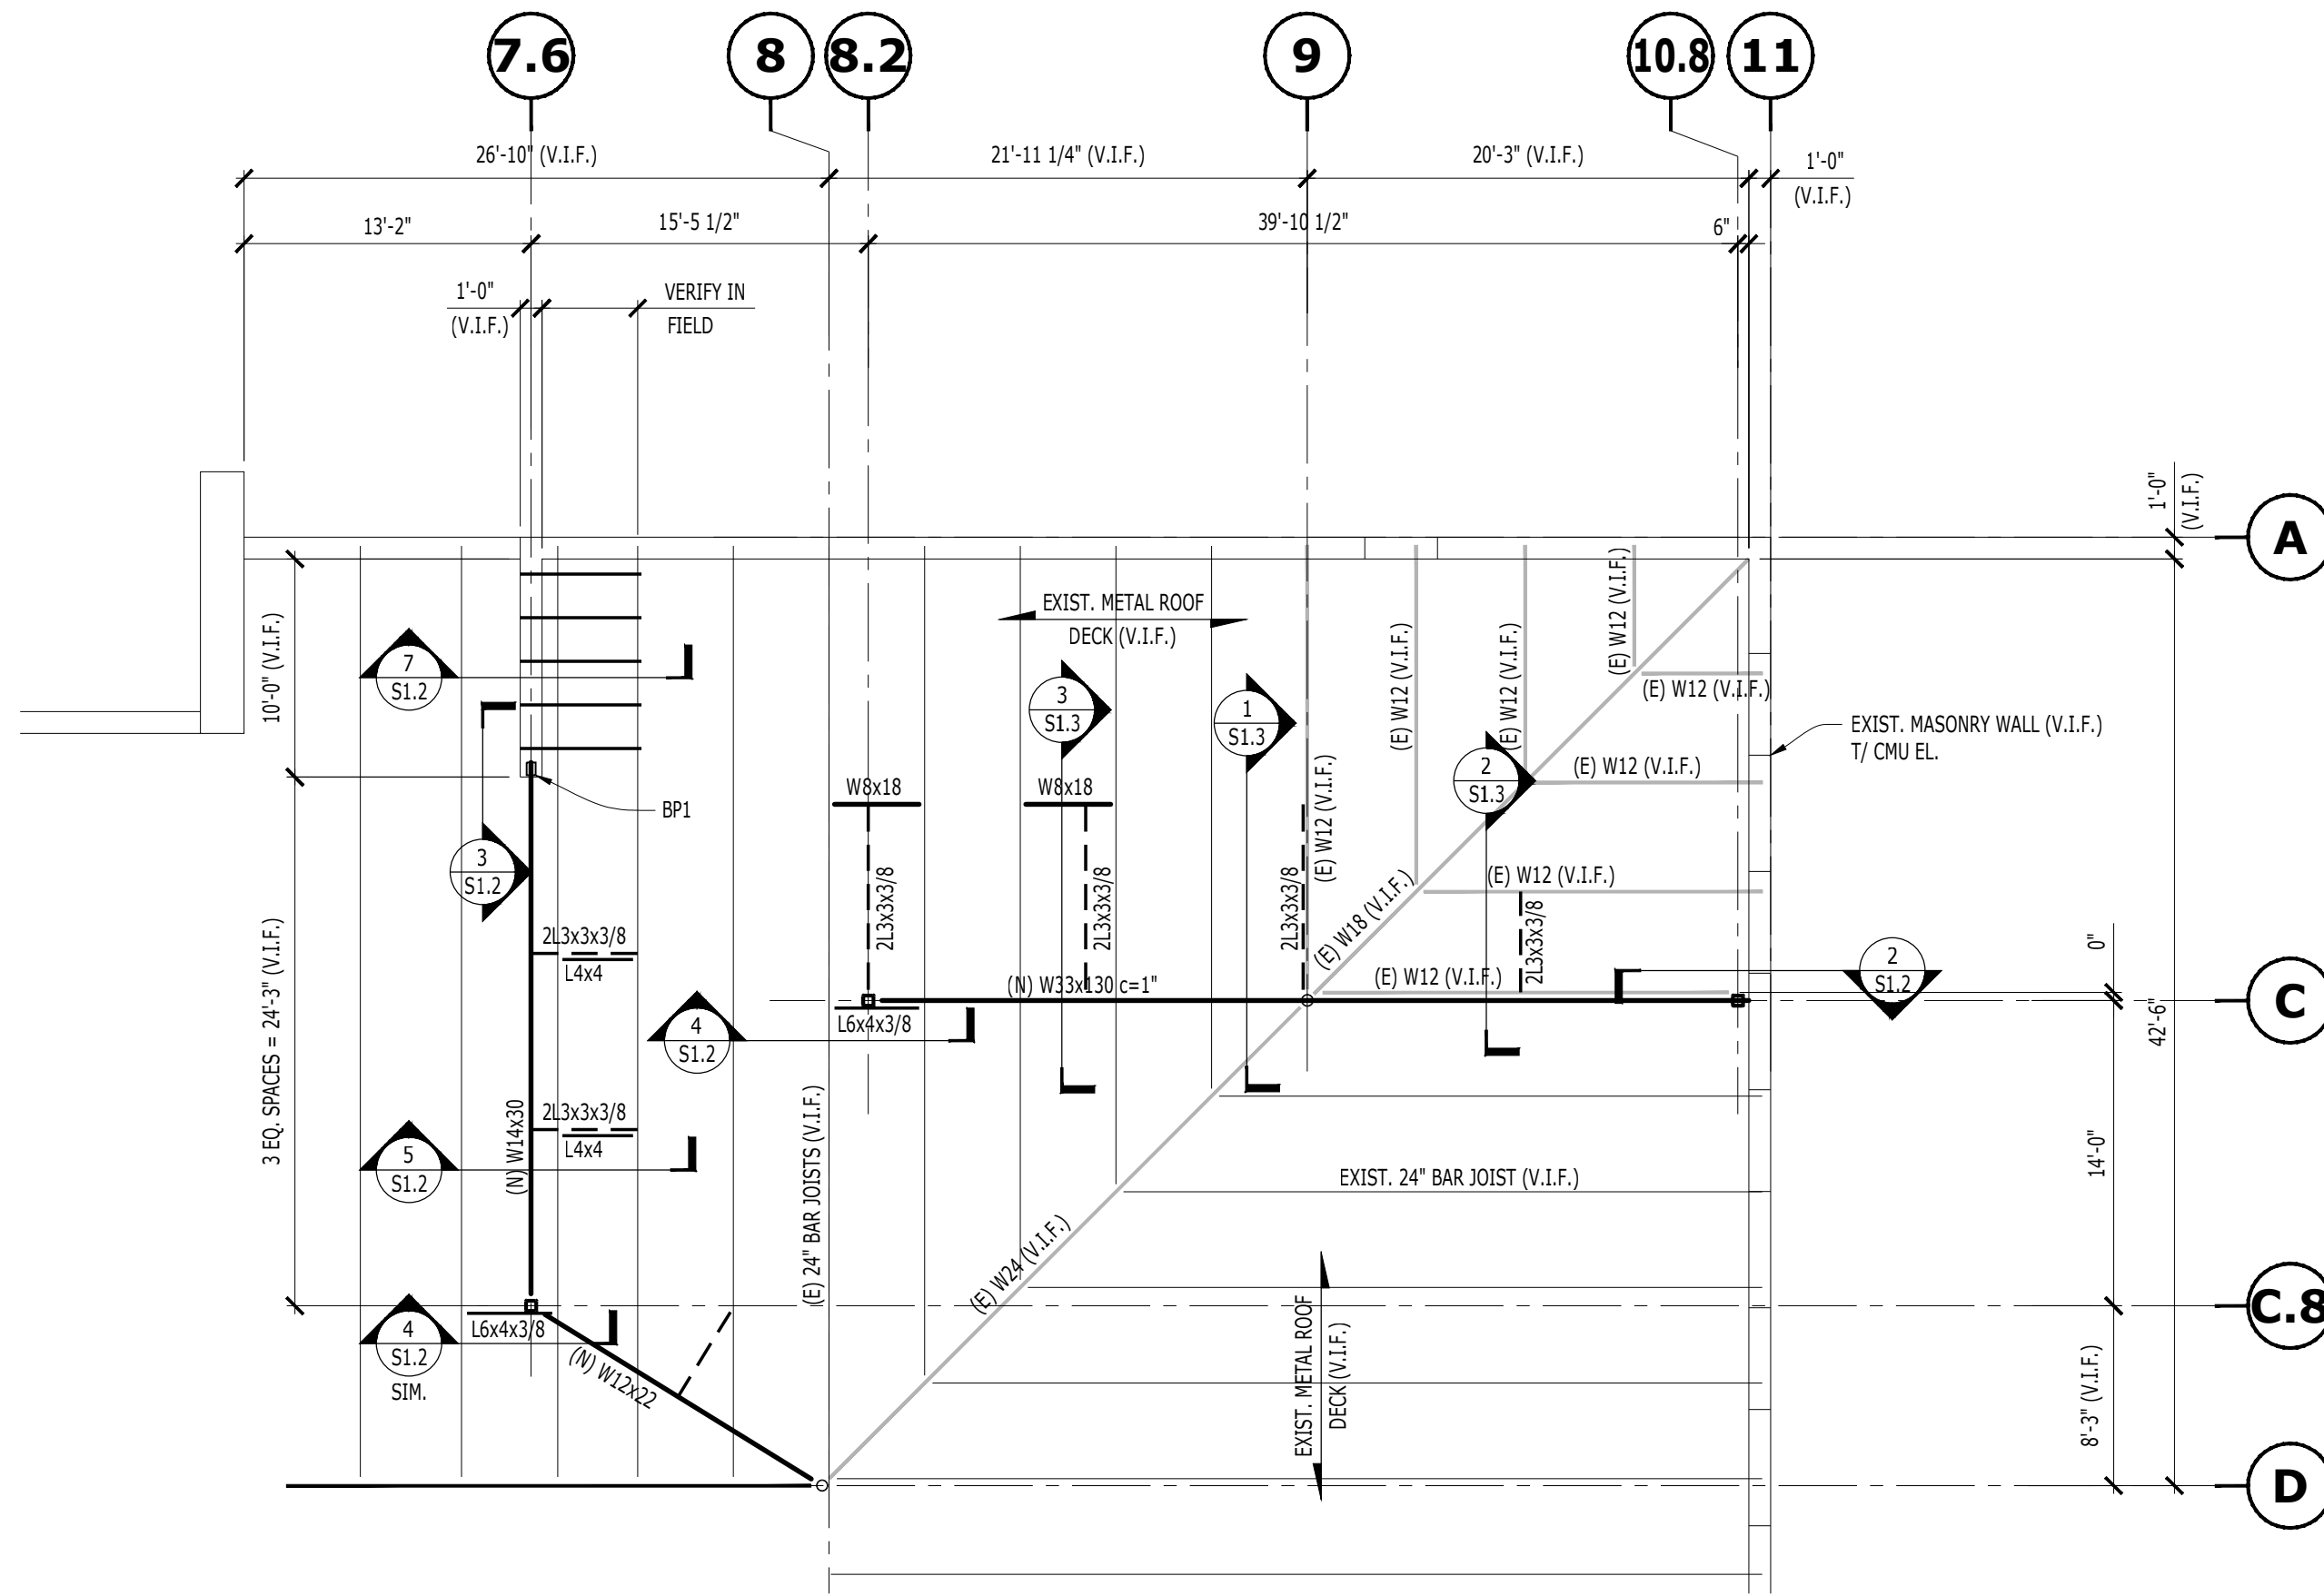 7.6
8
8.2
9
10.8
11
26'-10" (V.I.F.)
21'-11 1/4" (V.I.F.)
20'-3" (V.I.F.)
1'-0"
(V.I.F.)
13'-2"
15'-5 1/2"
39'-10 1/2"
6"
1'-0"
(V.I.F.)
VERIFY IN
FIELD
1'-0"
(V.I.F.)
A
EXIST. METAL ROOF
DECK (V.I.F.)
10'-0" (V.I.F.)
7
S1.2
3
S1.3
1
S1.3
(E) W12 (V.I.F.)
(E) W12 (V.I.F.)
(E) W12 (V.I.F.)
(E) W12 (V.I.F.)
EXIST. MASONRY WALL (V.I.F.)
T/ CMU EL.
2
S1.3
(E) W12 (V.I.F.)
W8x18
W8x18
BP1
(E) W12 (V.I.F.)
3
S1.2
2L3x3x3/8
2L3x3x3/8
2L3x3x3/8
(E) W12 (V.I.F.)
2L3x3x3/8
(E) W18 (V.I.F.)
2L3x3x3/8
L4x4
(N) W33x130 c=1"
(E) W12 (V.I.F.)
2
S1.2
0"
C
42'-6"
3 EQ. SPACES = 24'-3" (V.I.F.)
L6x4x3/8
4
S1.2
2L3x3x3/8
L4x4
(N) W14x30
5
S1.2
(E) 24" BAR JOISTS (V.I.F.)
EXIST. 24" BAR JOIST (V.I.F.)
14'-0"
(E) W24 (V.I.F.)
C.8
4
S1.2
SIM.
L6x4x3/8
(N) W12x22
EXIST. METAL ROOF
DECK (V.I.F.)
8'-3" (V.I.F.)
D